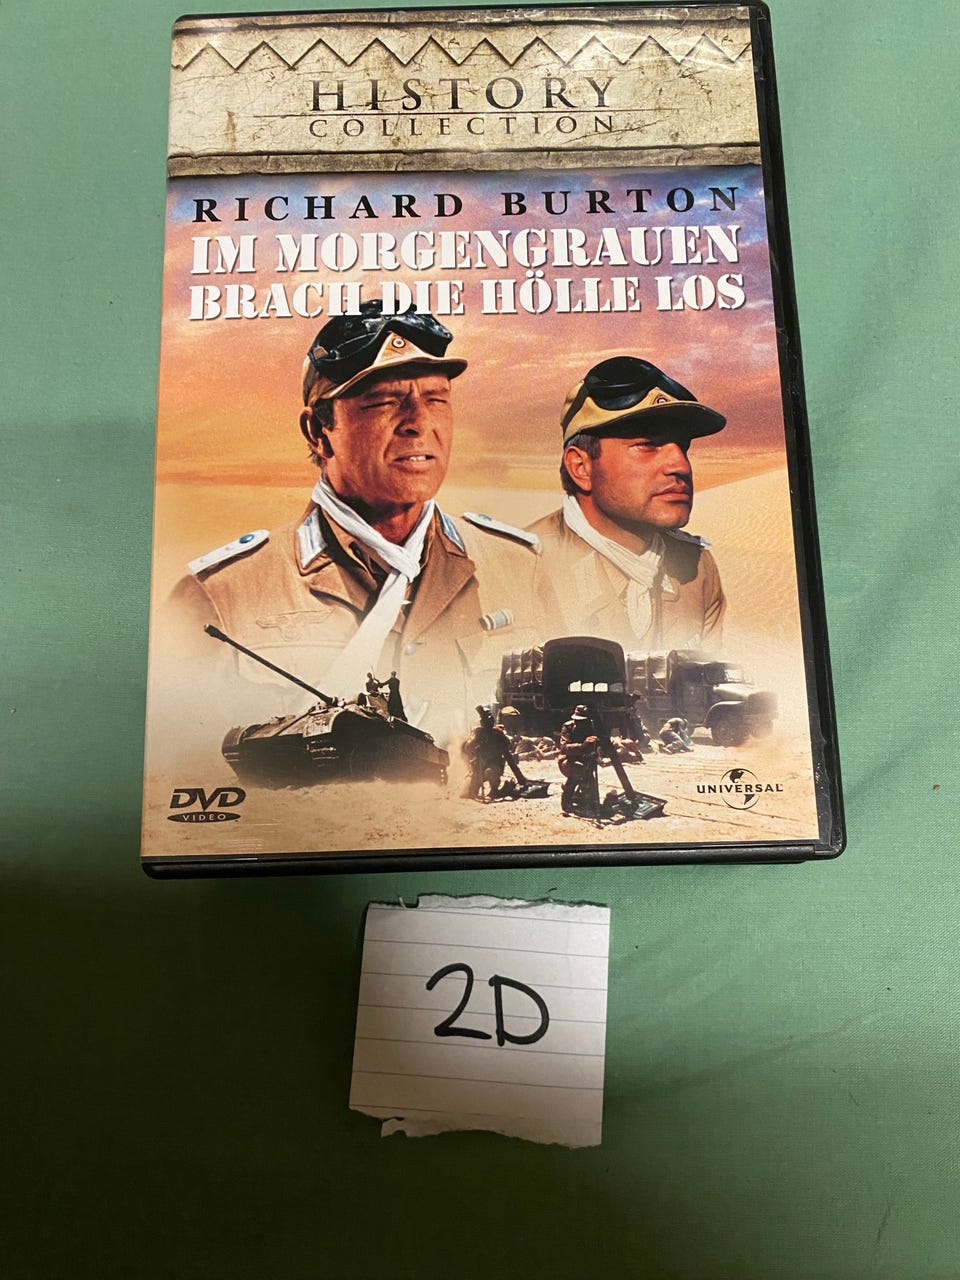 HISTORY
COLLECTION
RICHARD BURTON
IM MORGENGRAUEN
BRACH DIE HÖLLE LOS
DVD
VIDEO
UNIVERSAL
2D